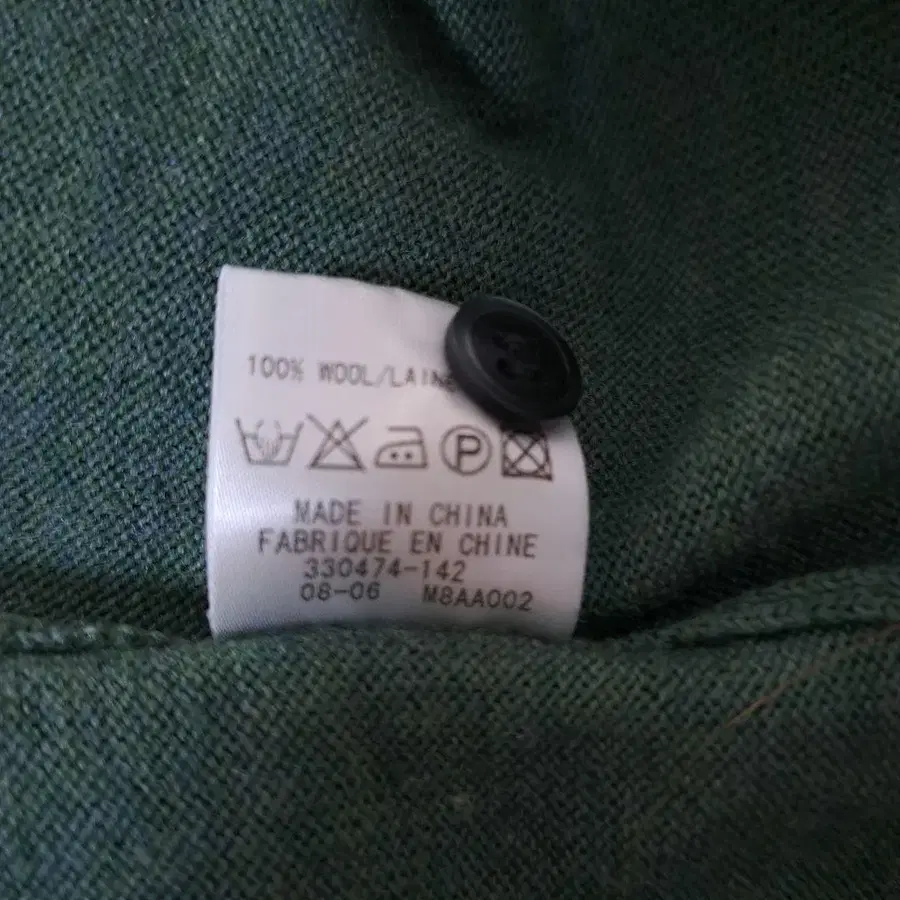 100% WOOL/LAINE
P
MADE IN CHINA
FABRIQUE EN CHINE
330474-142
08-06 M8AA002